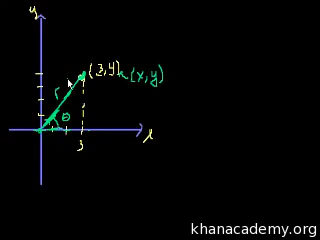 y
(3,4) (x,y)
r
θ
3
x
khanacademy.org